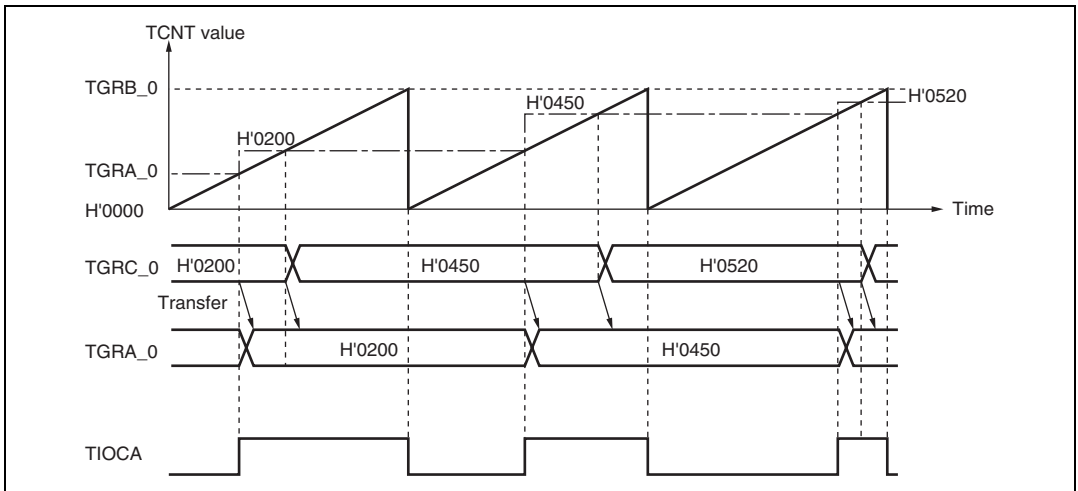 TCNT value
TGRB_0
H'0520
H'0450
H'0200
TGRA_0
H'0000
Time
TGRC_0
H'0200
H'0450
H'0520
Transfer
TGRA_0
H'0200
H'0450
TIOCA